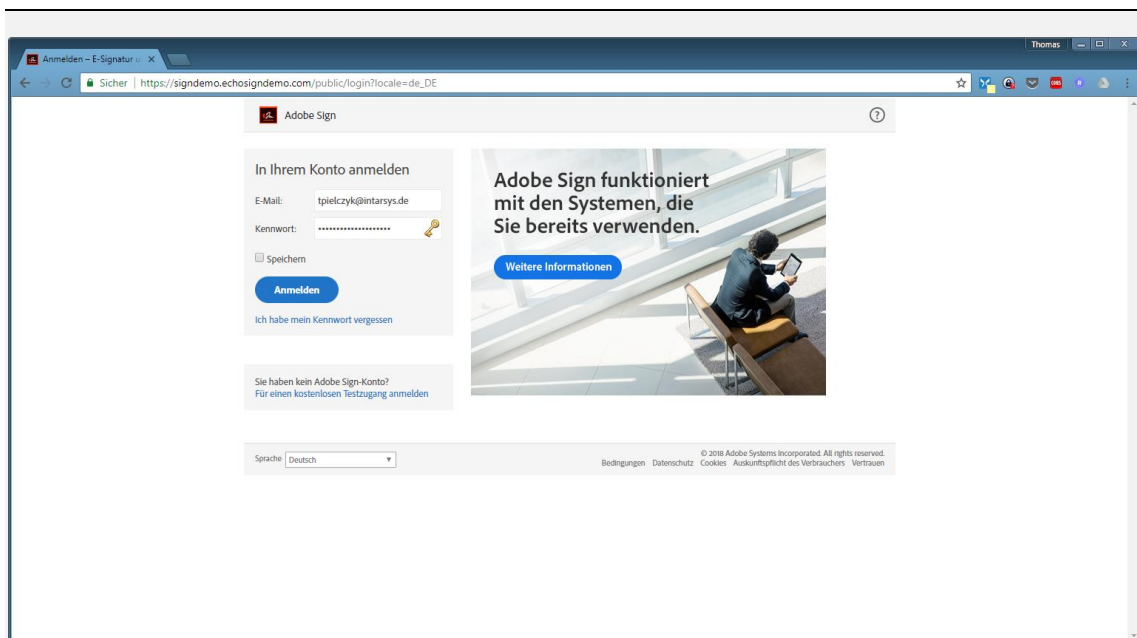 Thomas
Anmelden – E-Signatur u
Sicher | https://signdemo.echosigndemo.com/public/login?locale=de_DE
Adobe Sign
?
In Ihrem Konto anmelden
E-Mail: tpielczyk@intarsys.de
Kennwort: ••••••••••••••••••••
Speichern
Anmelden
Ich habe mein Kennwort vergessen
Adobe Sign funktioniert
mit den Systemen, die
Sie bereits verwenden.
Weitere Informationen
Sie haben kein Adobe Sign-Konto?
Für einen kostenlosen Testzugang anmelden
Sprache Deutsch
© 2018 Adobe Systems Incorporated. All rights reserved.
Bedingungen Datenschutz Cookies Auskunftspflicht des Verbrauchers Vertrauen